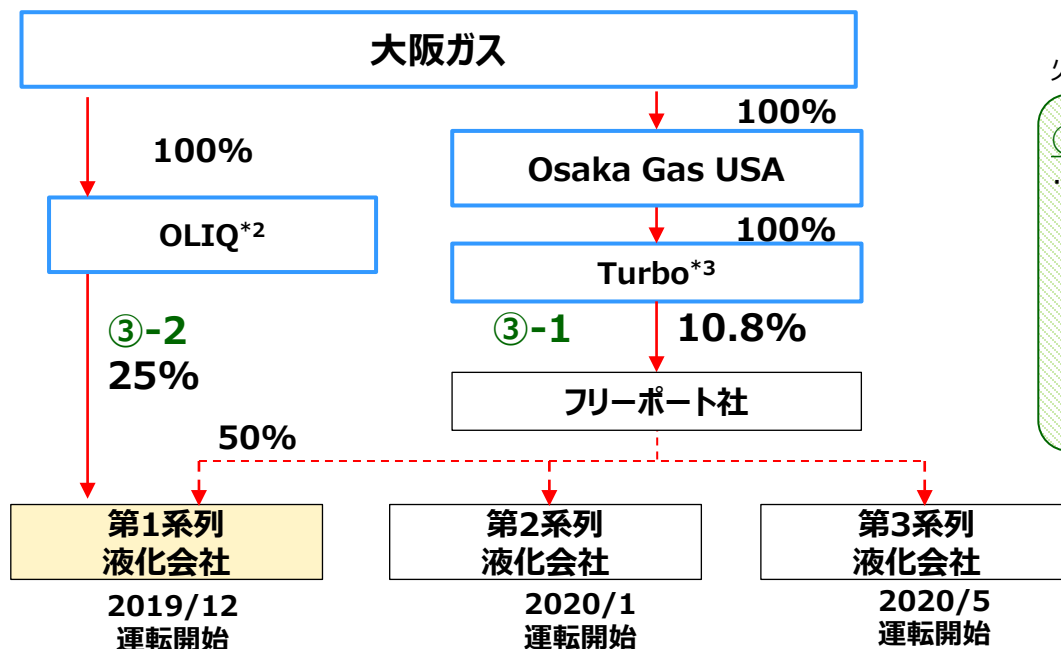 大阪ガス
100%
100%
Osaka Gas USA
OLIQ*2
100%
Turbo*3
③-2
25%
③-1
10.8%
フリーポート社
50%
第1系列
液化会社
第2系列
液化会社
第3系列
液化会社
2019/12
運転開始
2020/1
運転開始
2020/5
運転開始